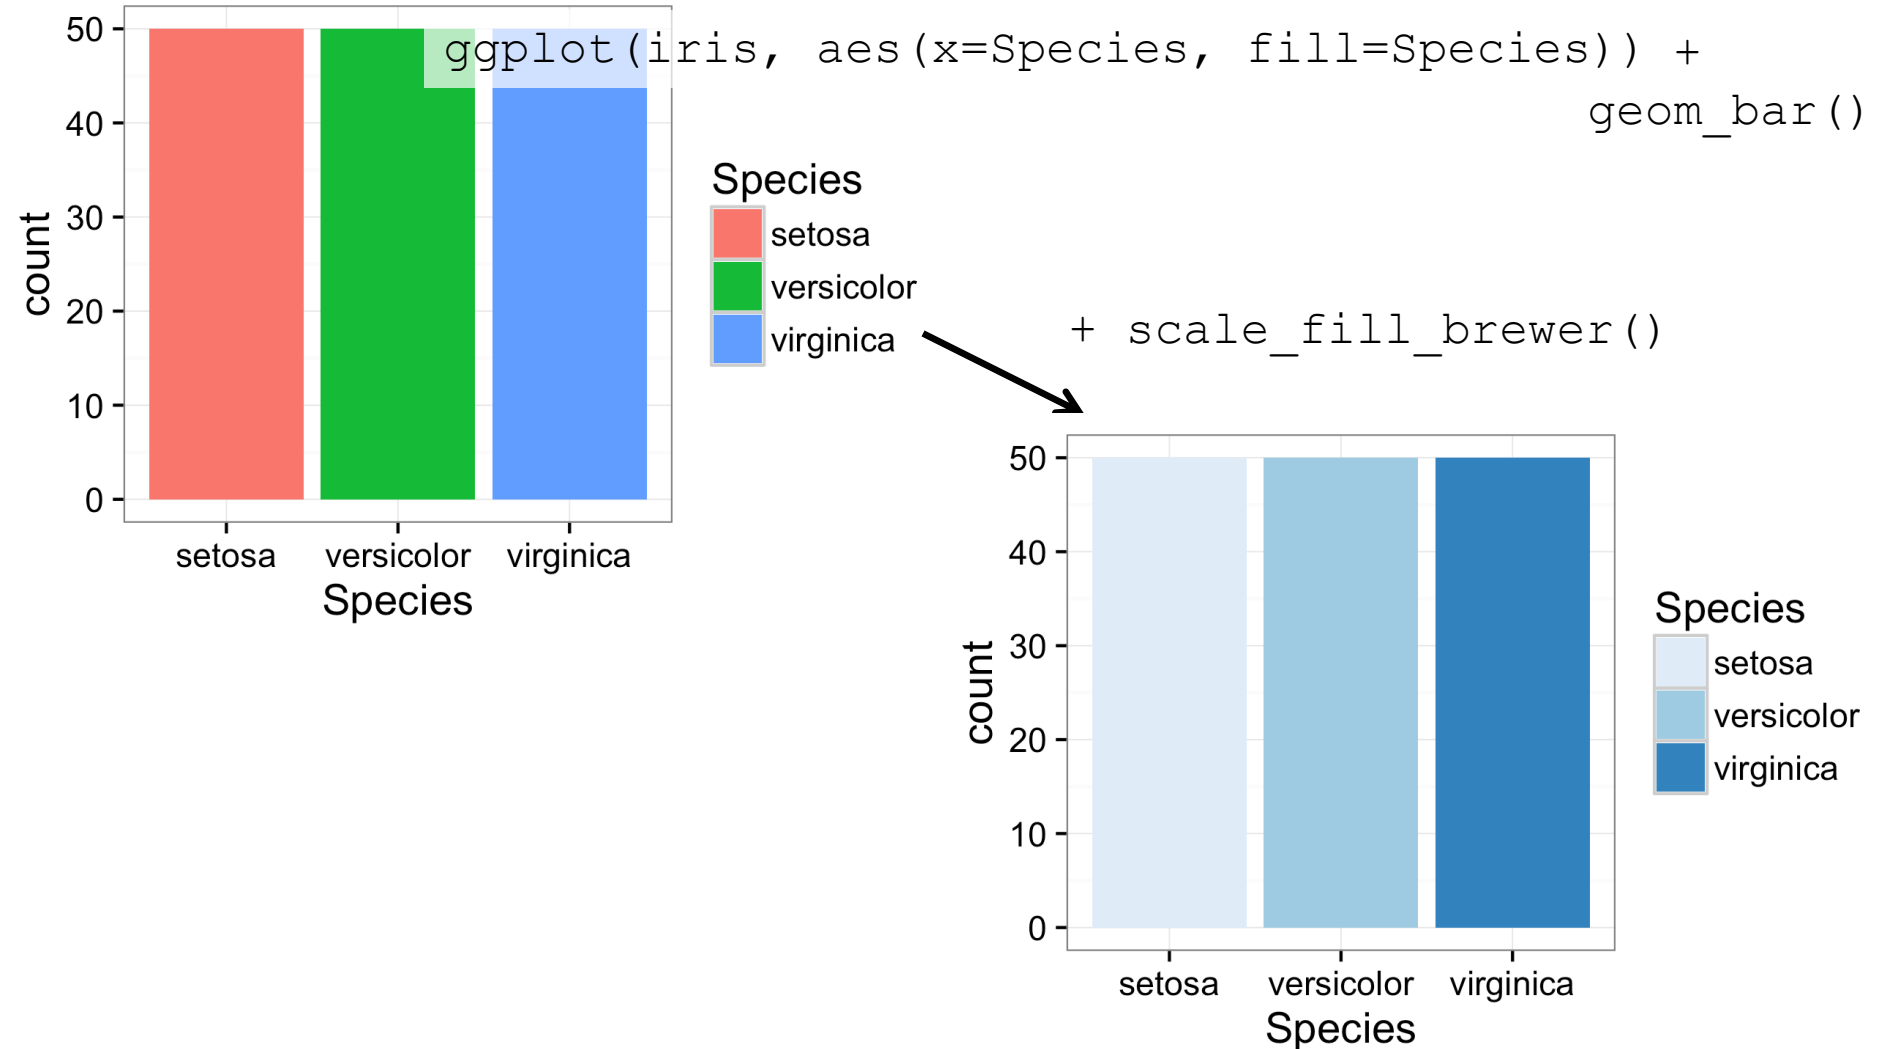 ggplot(iris, aes(x=Species, fill=Species)) +
geom_bar()
50
40
30
20
10
0
count
setosa versicolor virginica
Species
Species
setosa
versicolor
virginica
+ scale_fill_brewer()
50
40
30
20
10
0
count
setosa versicolor virginica
Species
Species
setosa
versicolor
virginica